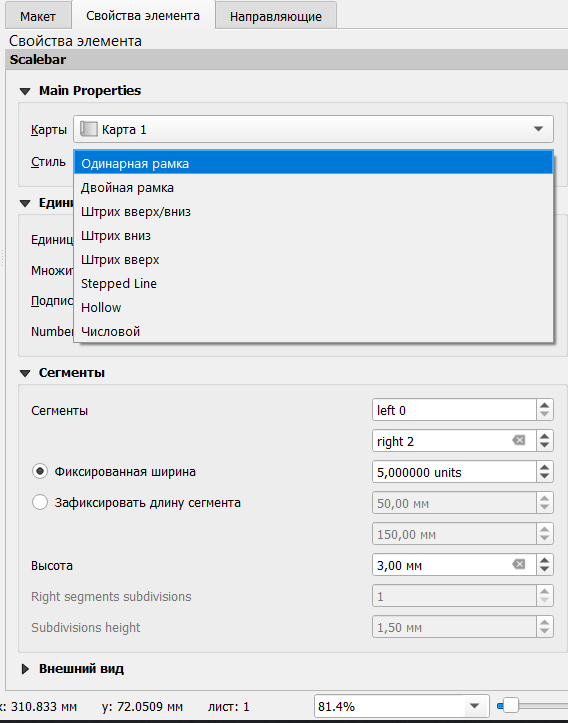 Макет Свойства элемента Направляющие
Свойства элемента
Scalebar
Main Properties
Карты Карта 1
Стиль Одинарная рамка
Двойная рамка
Едини
Штрих вверх/вниз
Единиц Штрих вниз
Штрих вверх
Множит
Stepped Line
Подпис Hollow
Number Числовой
Сегменты
Сегменты left 0
right 2
Фиксированная ширина 5,000000 units
Зафиксировать длину сегмента 50,00 мм
150,00 мм
Высота 3,00 мм
Right segments subdivisions 1
Subdivisions height 1,50 мм
Внешний вид
x: 310.833 мм y: 72.0509 мм лист: 1 81.4%